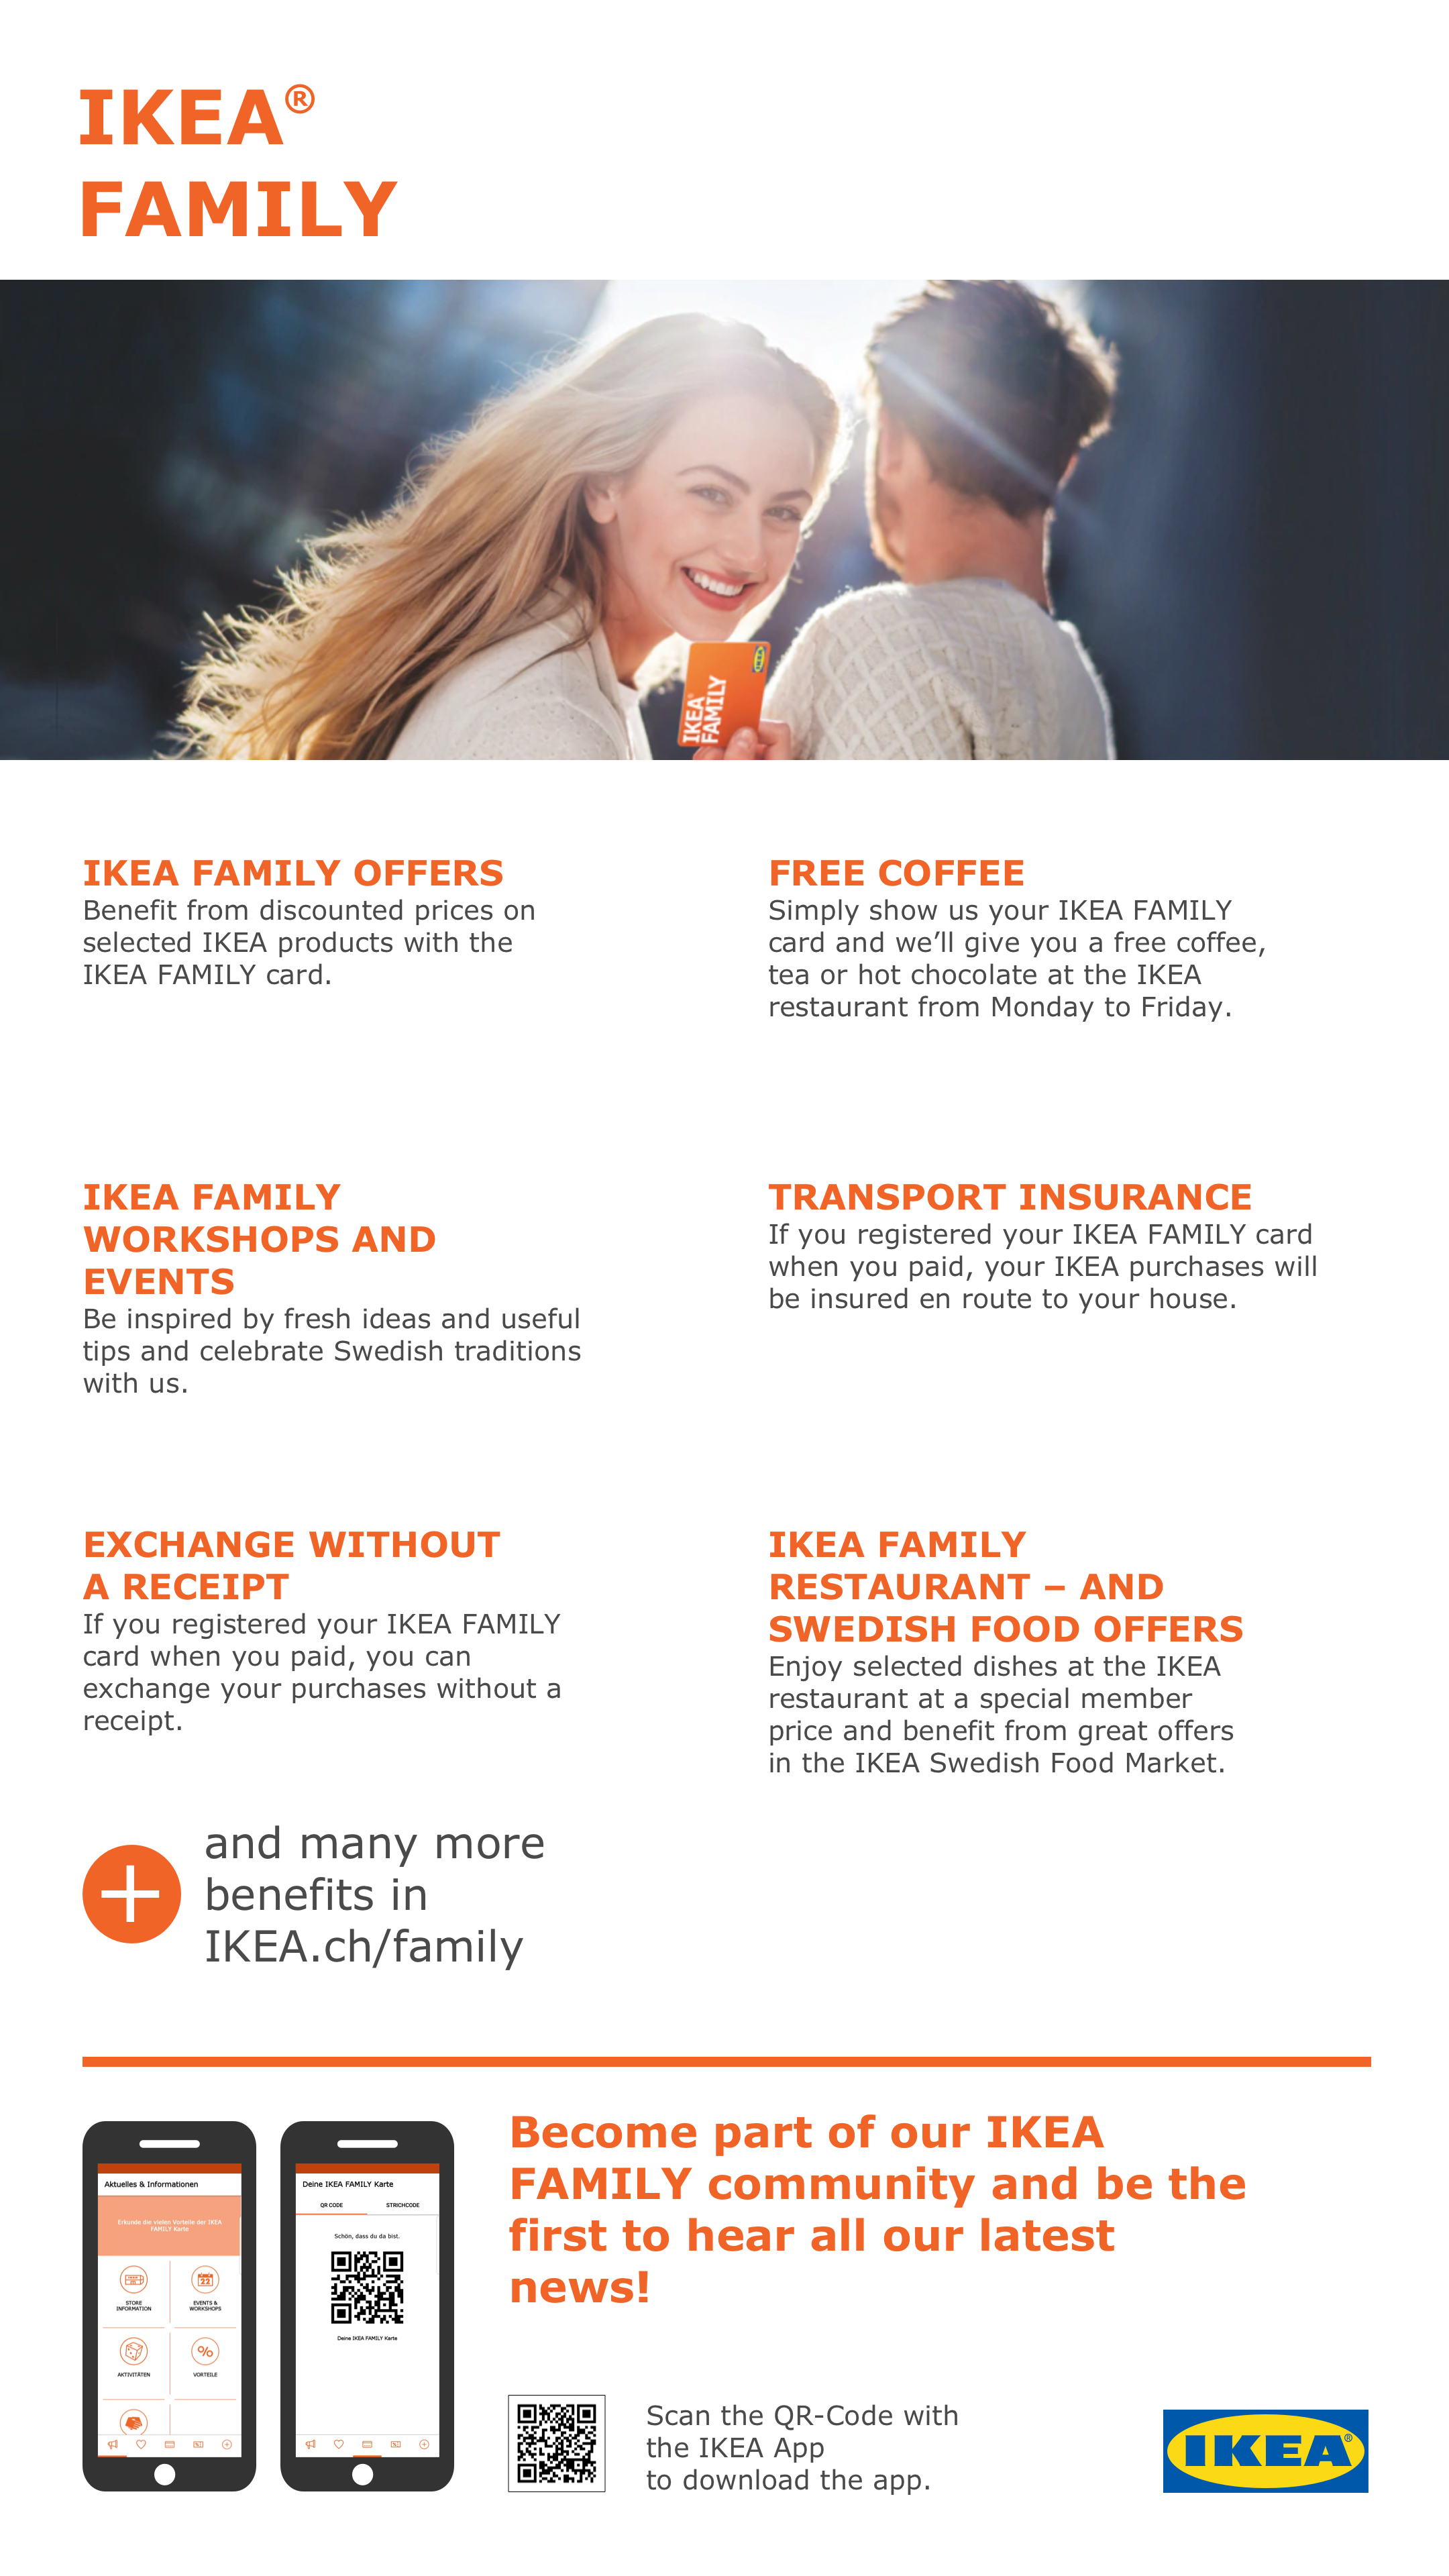 IKEA®
FAMILY
IKEA
IKEA®
FAMILY
IKEA FAMILY OFFERS
Benefit from discounted prices on
selected IKEA products with the
IKEA FAMILY card.
FREE COFFEE
Simply show us your IKEA FAMILY
card and we’ll give you a free coffee,
tea or hot chocolate at the IKEA
restaurant from Monday to Friday.
IKEA FAMILY
WORKSHOPS AND
EVENTS
Be inspired by fresh ideas and useful
tips and celebrate Swedish traditions
with us.
TRANSPORT INSURANCE
If you registered your IKEA FAMILY card
when you paid, your IKEA purchases will
be insured en route to your house.
EXCHANGE WITHOUT
A RECEIPT
If you registered your IKEA FAMILY
card when you paid, you can
exchange your purchases without a
receipt.
IKEA FAMILY
RESTAURANT – AND
SWEDISH FOOD OFFERS
Enjoy selected dishes at the IKEA
restaurant at a special member
price and benefit from great offers
in the IKEA Swedish Food Market.
and many more
benefits in
IKEA.ch/family
Aktuelles & Informationen
Erkunde die vielen Vorteile der IKEA
FAMILY Karte
STORE
INFORMATION
22
EVENTS &
WORKSHOPS
AKTIVITÄTEN
%
VORTEILE
Deine IKEA FAMILY Karte
QR CODE
STRICHCODE
Schön, dass du da bist.
Deine IKEA FAMILY Karte
Become part of our IKEA
FAMILY community and be the
first to hear all our latest
news!
Scan the QR-Code with
the IKEA App
to download the app.
IKEA®